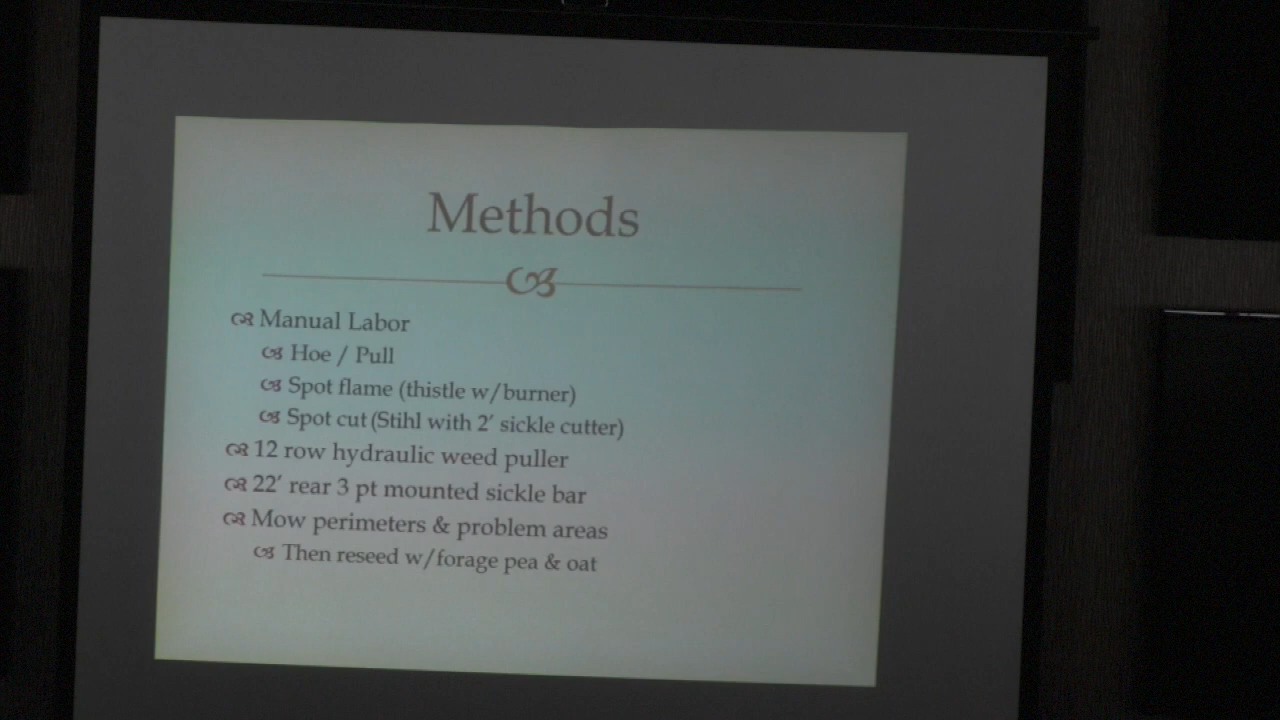 Methods
Manual Labor
Hoe / Pull
Spot flame (thistle w/burner)
Spot cut (Stihl with 2′ sickle cutter)
12 row hydraulic weed puller
22′ rear 3 pt mounted sickle bar
Mow perimeters & problem areas
Then reseed w/forage pea & oat